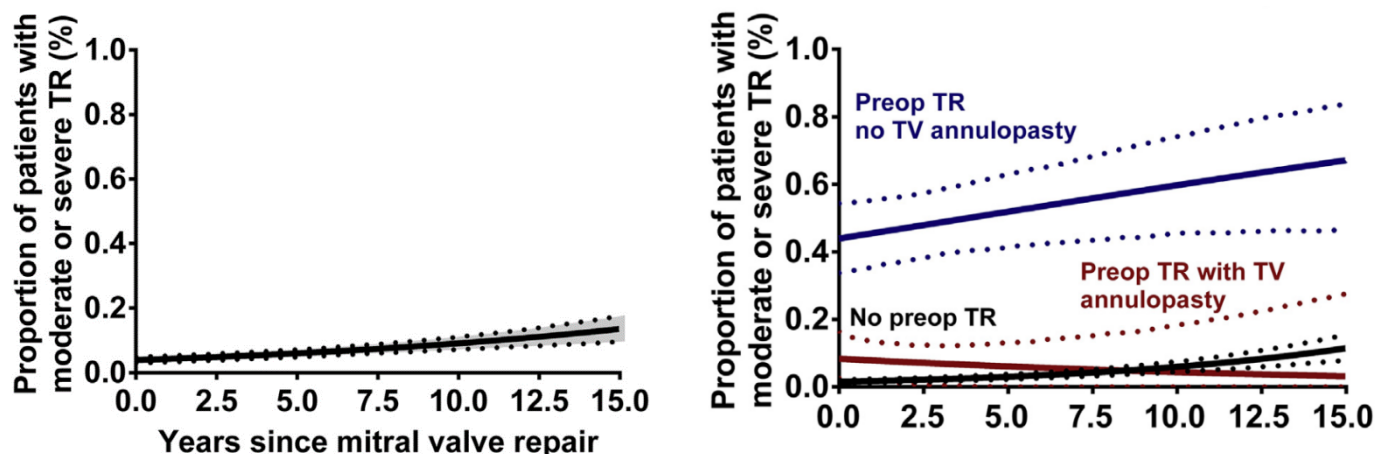 Proportion of patients with
moderate or severe TR (%)
1.0
0.8
0.6
0.4
0.2
0.0
0.0 2.5 5.0 7.5 10.0 12.5 15.0
Years since mitral valve repair
Proportion of patients with
moderate or severe TR (%)
1.0
0.8
0.6
0.4
0.2
0.0
Preop TR
no TV annulopasty
Preop TR with TV
annulopasty
No preop TR
0.0 2.5 5.0 7.5 10.0 12.5 15.0